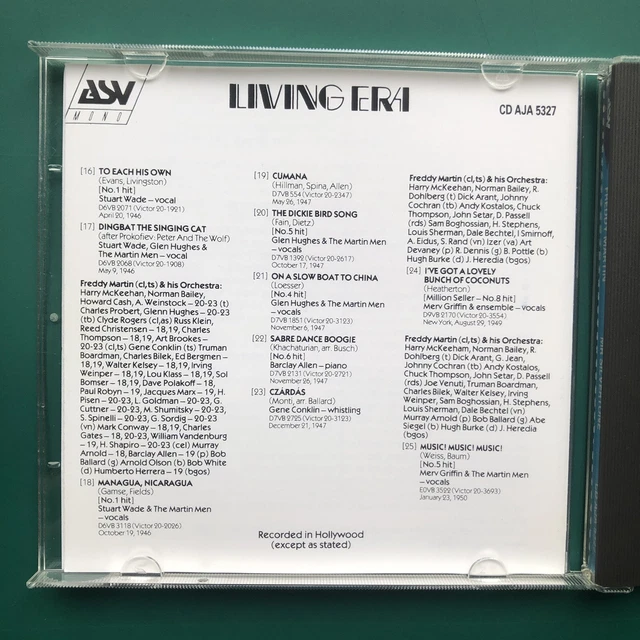 ASV
MONO
LIVING ERA
CD AJA 5327
[16] TO EACH HIS OWN
(Evans, Livingston)
[No.1 hit]
Stuart Wade – vocal
D6VB 2071 (Victor 20-1921)
April 20, 1946
[17] DINGBAT THE SINGING CAT
(after Prokofiev: Peter And The Wolf)
Stuart Wade, Glen Hughes &
The Martin Men – vocal
D6VB 2068 (Victor 20-1908)
May 9, 1946
Freddy Martin (cl,ts) & his Orchestra:
Harry McKeehan, Norman Bailey,
Howard Cash, A. Weinstock – 20-23 (t)
Charles Probert, Glenn Hughes – 20-23
(tb) Clyde Rogers (cl,as) Russ Klein,
Reed Christensen – 18,19, Charles
Probst – 18,19, Art Brookes –
20-23 (cl,ts) Gene Conklin (ts) Truman
Boardman, Charles Bilek, Ed Bergmen –
18,19, Walter Kelsey – 18,19, Irving
Weinper – 18,19, Lou Klass – 18,19, Sol
Bomser – 18,19, Dave Polakoff – 18,
Paul Robyn – 19, Jacques Marx – 19, H.
Pisen – 20-23, L. Goldman – 20-23, G.
Cuttner – 20-23, M. Shumitsky – 20-23,
S. Spinelli – 20-23, G. Sordig – 20-23
(vn) Mark Conway – 18,19, Charles
Gates – 18, 20-23, William Vandenburg
– 19, H. Shapiro – 20-23 (cel) Murray
Arnold – 18, Barclay Allen – 19 (p) Bob
Ballard (g) Arnold Olson (b) Bob White
(d) Humberto Herrera – 19 (bgos)
[18] MANAGUA, NICARAGUA
(Gamse, Fields)
[No.1 hit]
Stuart Wade & The Martin Men
– vocals
D6VB 3118 (Victor 20-2026)
October 19, 1946
[19] CUMANA
(Hillman, Spina, Allen)
D7VB 554 (Victor 20-2347)
May 26, 1947
[20] THE DICKIE BIRD SONG
(Fain, Dietz)
[No.5 hit]
Glen Hughes & The Martin Men
– vocals
D7VB 1392 (Victor 20-2617)
October 17, 1947
[21] ON A SLOW BOAT TO CHINA
(Loesser)
[No.4 hit]
Glen Hughes & The Martin Men
– vocals
D7VB 1851 (Victor 20-3123)
November 6, 1947
[22] SABRE DANCE BOOGIE
(Khachaturian, arr. Busch)
[No.6 hit]
Barclay Allen – piano
D7VB 2131 (Victor 20-2721)
November 26, 1947
[23] CZÁRDÁS
(Monti, arr. Ballard)
Gene Conklin – whistling
D7VB 2725 (Victor 20-3123)
December 21, 1947
Recorded in Hollywood
(except as stated)
Freddy Martin (cl,ts) & his Orchestra:
Harry McKeehan, Norman Bailey, R.
Dohlberg (t) Dick Arant, Johnny
Cochran (tb) Andy Kostalos, Chuck
Thompson, John Setar, D. Passell
(rds) Sam Boghossian, H. Stephens,
Louis Sherman, Dale Bechtel, I Smirnoff,
A. Eidus, S. Rand (vn) Izer (va) Art
Devaney (p) R. Dennis (g) B. Pottle (b)
Hugh Burke (d) J. Heredia (bgos)
[24] I'VE GOT A LOVELY
BUNCH OF COCONUTS
(Heatherton)
[Million Seller – No.8 hit]
Merv Griffin & ensemble – vocals
D9VB 2170 (Victor 20-3554)
New York, August 29, 1949
Freddy Martin (cl,ts) & his Orchestra:
Harry McKeehan, Norman Bailey, R.
Dohlberg (t) Dick Arant, G. Jean,
Johnny Cochran (tb) Andy Kostalos,
Chuck Thompson, John Setar, D. Passell
(rds) Joe Venuti, Truman Boardman,
Charles Bilek, Walter Kelsey, Irving
Weinper, Sam Boghossian, H. Stephens,
Louis Sherman, Dale Bechtel (vn)
Murray Arnold (p) Bob Ballard (g) Abe
Siegel (b) Hugh Burke (d) J. Heredia
(bgos)
[25] MUSIC! MUSIC! MUSIC!
(Weiss, Baum)
[No.5 hit]
Merv Griffin & The Martin Men
– vocals
E0VB 3522 (Victor 20-3693)
January 23, 1950